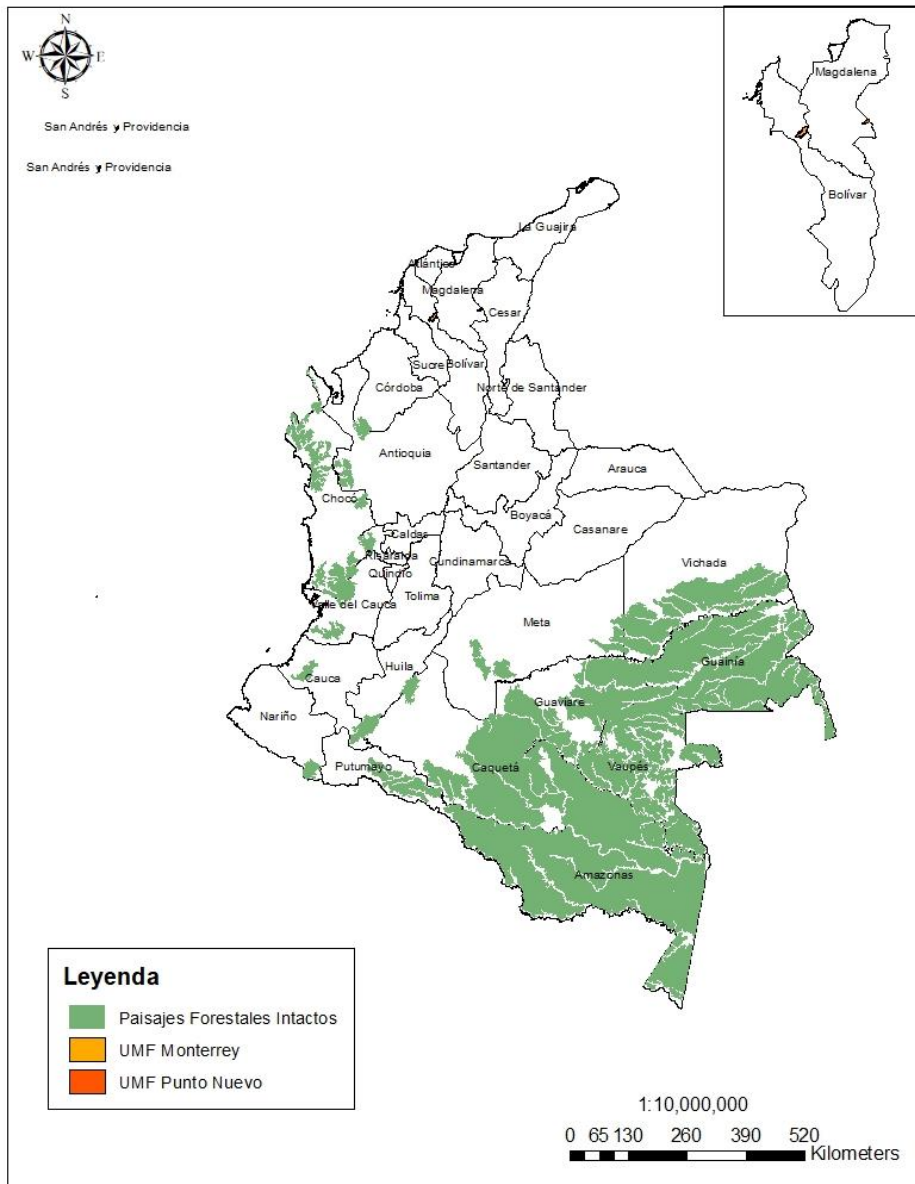 N
W E
S
San Andrés y Providencia
San Andrés y Providencia
Magdalena
Bolívar
La Guajira
Atlántico
Magdalena
Cesar
Sucre
Bolívar
Córdoba
Norte de Santander
Antioquia
Santander
Arauca
Chocó
Boyacá
Casanare
Caldas
Risaralda
Cundinamarca
Vichada
Quindío
Tolima
Valle del Cauca
Meta
Huila
Guainía
Cauca
Guaviare
Nariño
Putumayo
Caquetá
Vaupés
Amazonas
Leyenda
Paisajes Forestales Intactos
UMF Monterrey
UMF Punto Nuevo
1:10,000,000
0 65 130 260 390 520
Kilometers